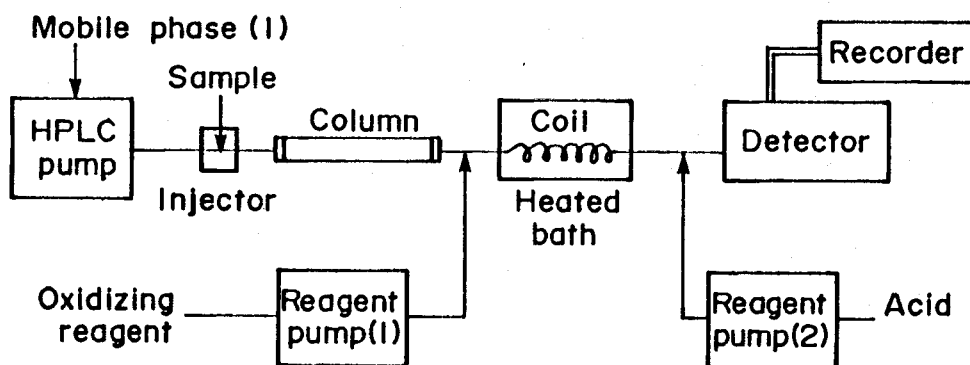 Mobile phase (1)
Sample
HPLC
pump
Injector
Column
Coil
Heated
bath
Recorder
Detector
Oxidizing
reagent
Reagent
pump(1)
Reagent
pump(2)
Acid